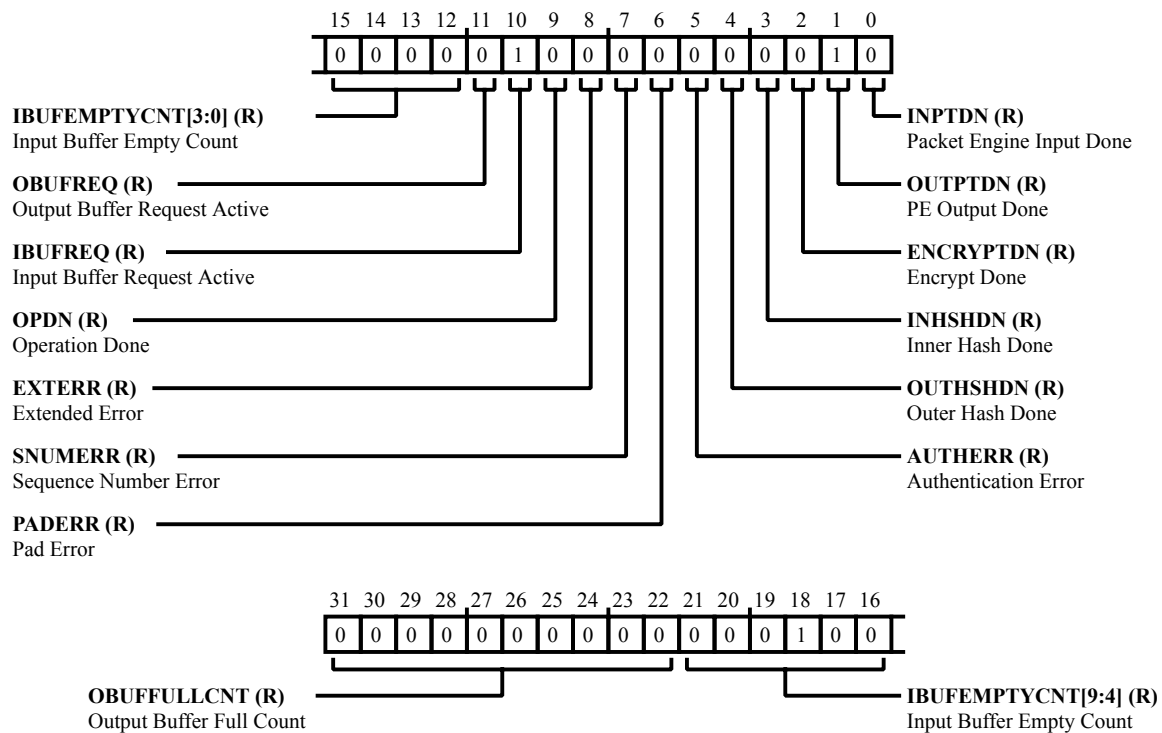 15 14 13 12 11 10 9 8 7 6 5 4 3 2 1 0
0 0 0 0 0 1 0 0 0 0 0 0 0 0 1 0
IBUFEMPTYCNT[3:0] (R)
Input Buffer Empty Count
OBUFREQ (R)
Output Buffer Request Active
IBUFREQ (R)
Input Buffer Request Active
OPDN (R)
Operation Done
EXTERR (R)
Extended Error
SNUMERR (R)
Sequence Number Error
PADERR (R)
Pad Error
INPTDN (R)
Packet Engine Input Done
OUTPTDN (R)
PE Output Done
ENCRYPTDN (R)
Encrypt Done
INHSHDN (R)
Inner Hash Done
OUTHSHDN (R)
Outer Hash Done
AUTHERR (R)
Authentication Error
31 30 29 28 27 26 25 24 23 22 21 20 19 18 17 16
0 0 0 0 0 0 0 0 0 0 0 0 0 1 0 0
OBUFFULLCNT (R)
Output Buffer Full Count
IBUFEMPTYCNT[9:4] (R)
Input Buffer Empty Count